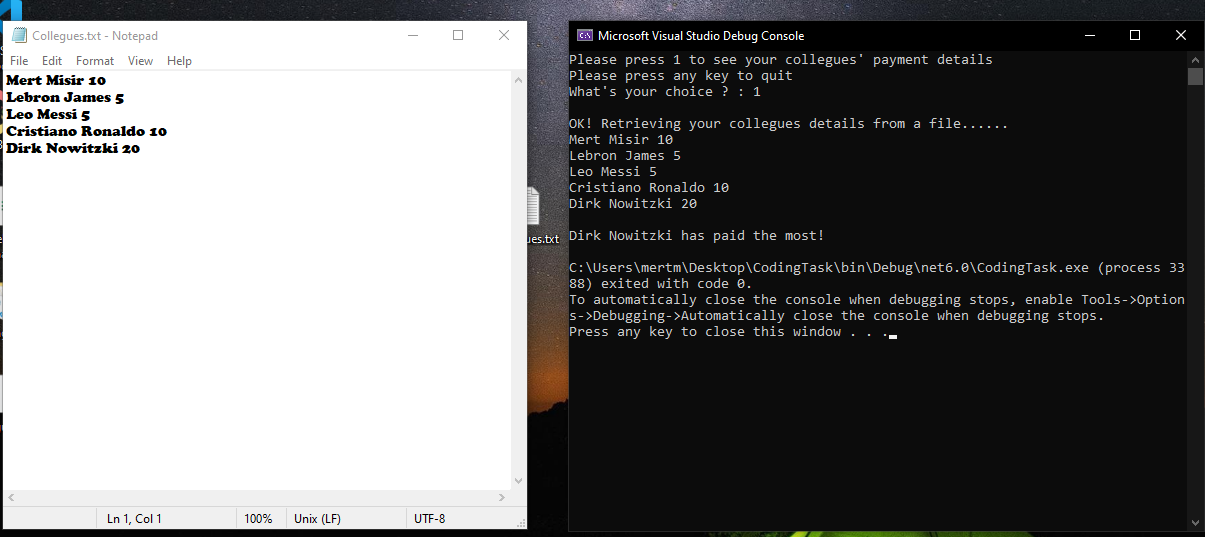 Collegues.txt - Notepad
File Edit Format View Help
Mert Misir 10
Lebron James 5
Leo Messi 5
Cristiano Ronaldo 10
Dirk Nowitzki 20
Ln 1, Col 1 100% Unix (LF) UTF-8
ues.txt
Microsoft Visual Studio Debug Console
Please press 1 to see your collegues' payment details
Please press any key to quit
What's your choice ? : 1
OK! Retrieving your collegues details from a file......
Mert Misir 10
Lebron James 5
Leo Messi 5
Cristiano Ronaldo 10
Dirk Nowitzki 20
Dirk Nowitzki has paid the most!
C:\Users\mertm\Desktop\CodingTask\bin\Debug\net6.0\CodingTask.exe (process 33
88) exited with code 0.
To automatically close the console when debugging stops, enable Tools->Option
s->Debugging->Automatically close the console when debugging stops.
Press any key to close this window . . .